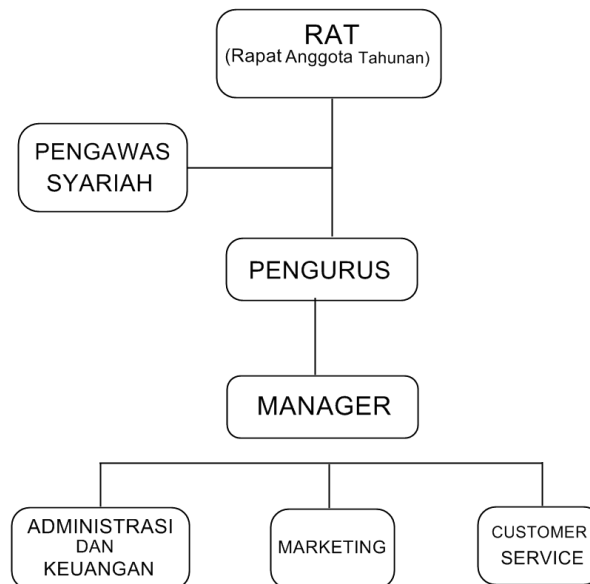 RAT
(Rapat Anggota Tahunan)
PENGAWAS
SYARIAH
PENGURUS
MANAGER
ADMINISTRASI
DAN
KEUANGAN
MARKETING
CUSTOMER
SERVICE